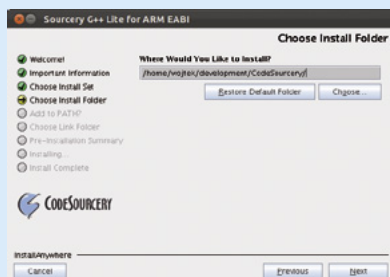 Sourcery G++ Lite for ARM EABI
Choose Install Folder
Welcome!
Important Information
Choose Install Set
Choose Install Folder
Add to PATH?
Choose Link Folder
Pre-Installation Summary
Installing...
Install Complete
Where Would You Like to Install?
/home/wojtek/development/CodeSourcery/
Restore Default Folder
Choose...
CODESOURCERY
InstallAnywhere
Cancel
Previous
Next